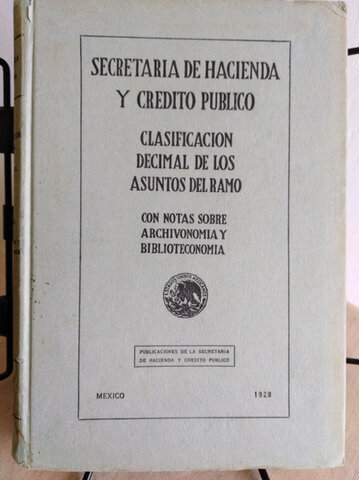 SECRETARIA DE HACIENDA
Y CREDITO PUBLICO
CLASIFICACION
DECIMAL DE LOS
ASUNTOS DEL RAMO
CON NOTAS SOBRE
ARCHIVONOMIA Y
BIBLIOTECONOMIA
PUBLICACIONES DE LA SECRETARIA
DE HACIENDA Y CREDITO PUBLICO
MEXICO 1928